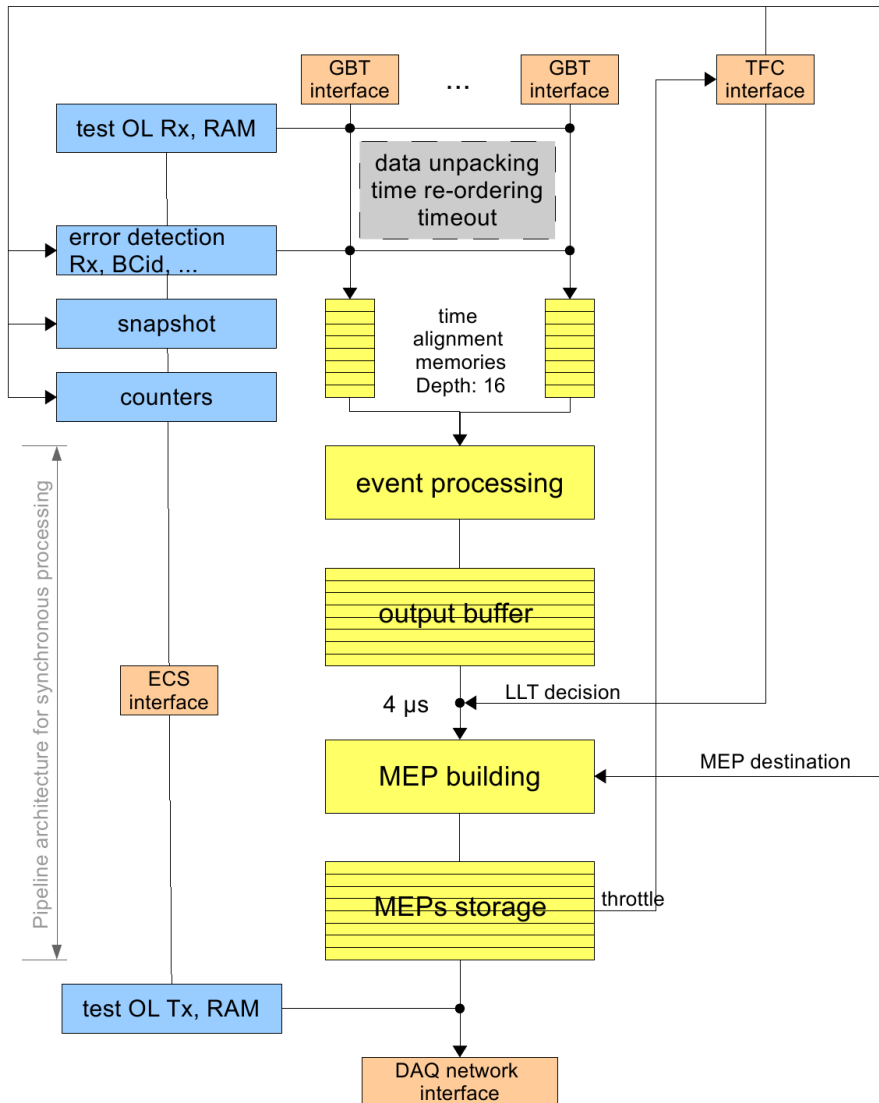 GBT
interface
...
GBT
interface
TFC
interface
test OL Rx, RAM
data unpacking
time re-ordering
timeout
error detection
Rx, BCid, ...
snapshot
time
alignment
memories
Depth: 16
counters
event processing
Pipeline architecture for synchronous processing
output buffer
ECS
interface
4 µs
LLT decision
MEP building
MEP destination
MEPs storage
throttle
test OL Tx, RAM
DAQ network
interface